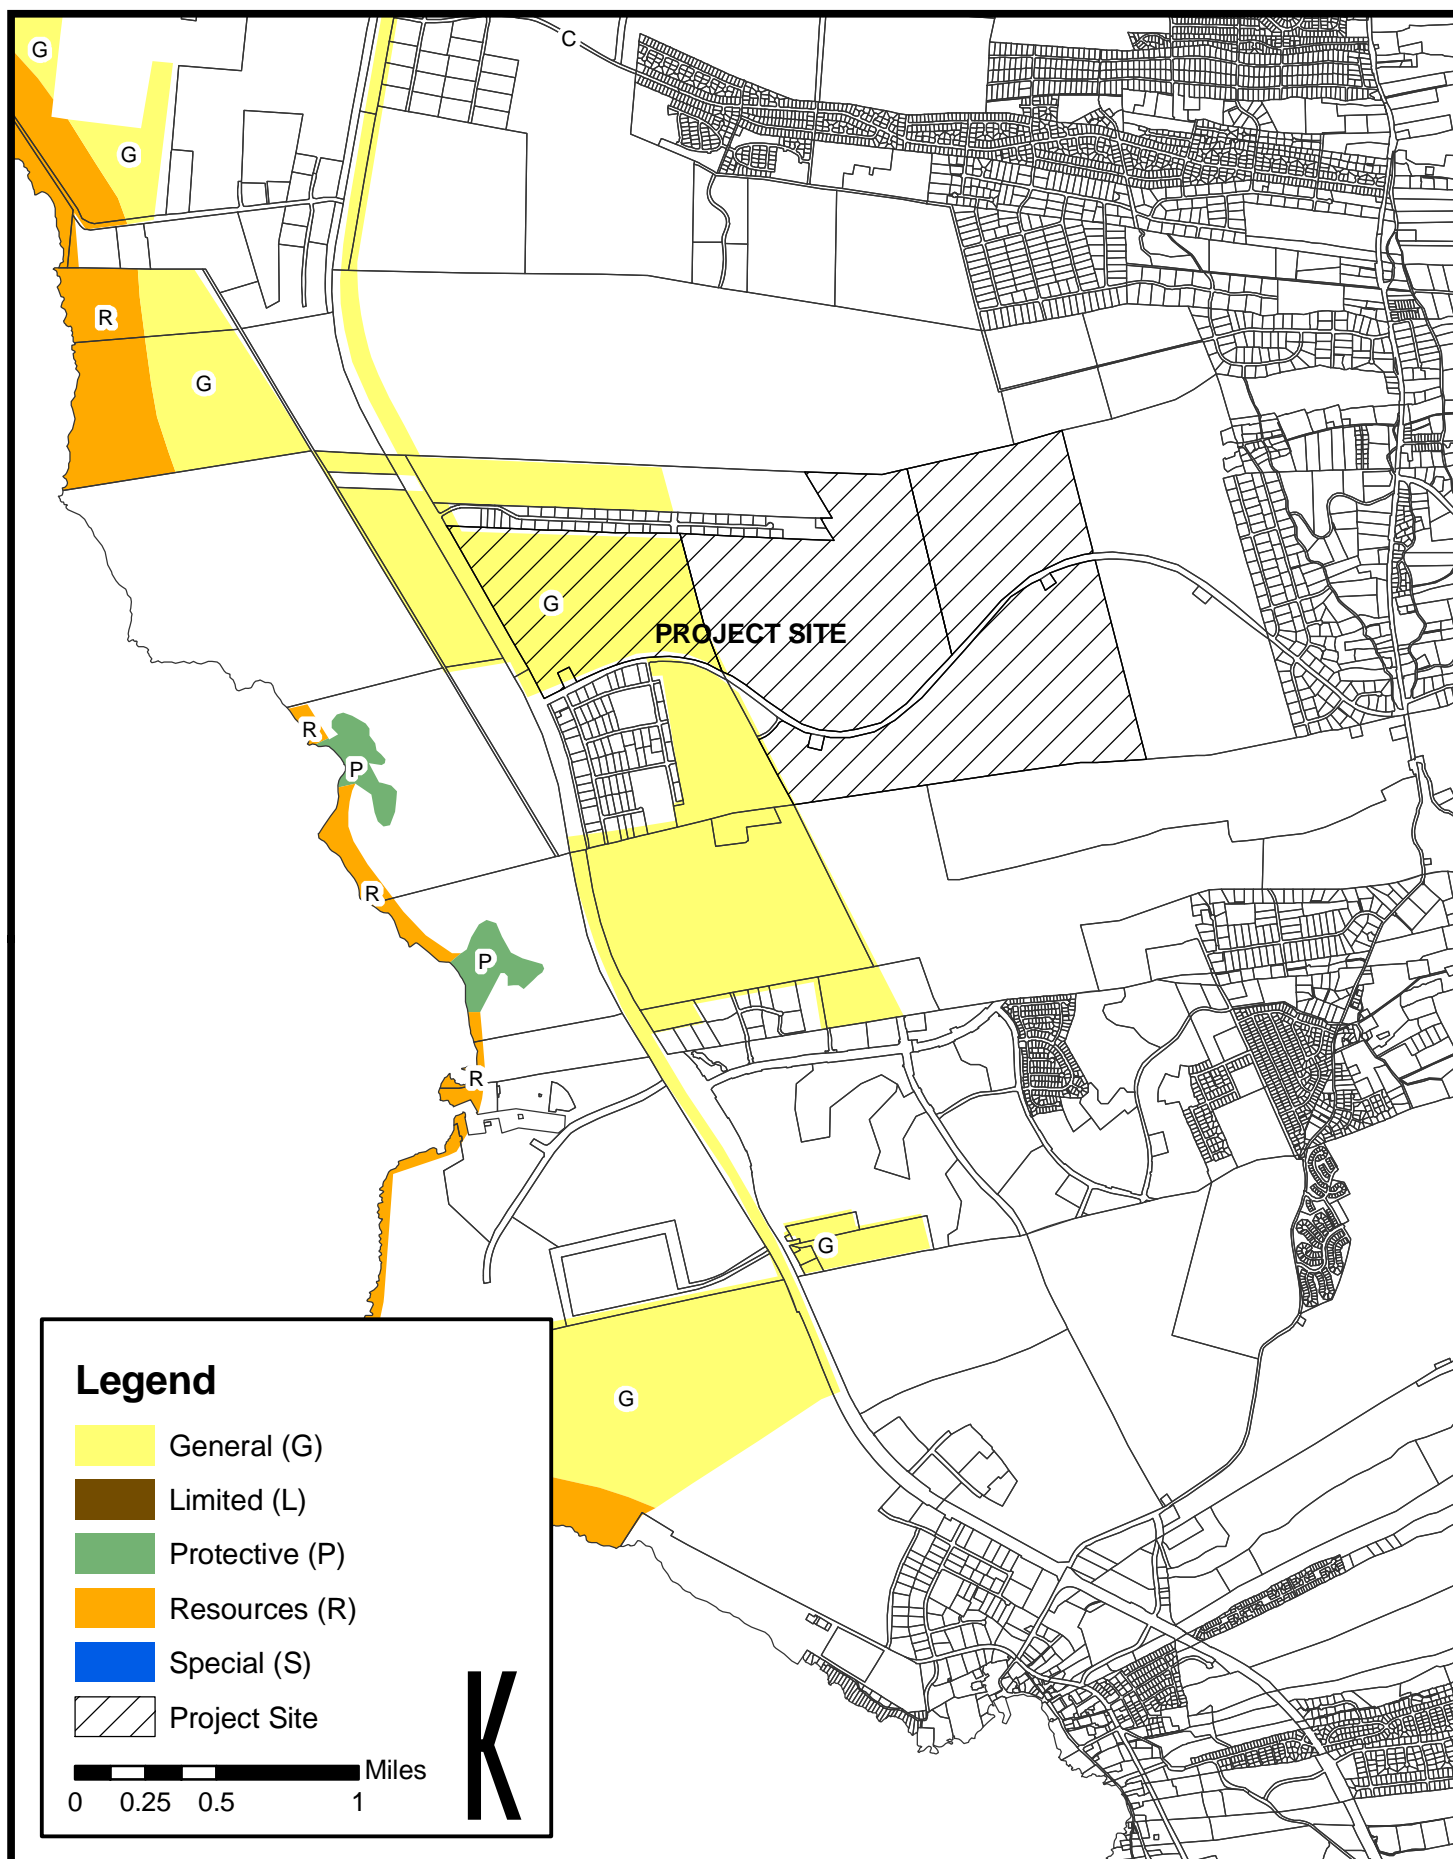 C
G
G
R
G
G
PROJECT SITE
R
P
R
P
R
G
G
Legend
General (G)
Limited (L)
Protective (P)
Resources (R)
Special (S)
Project Site
Miles
0 0.25 0.5 1
K